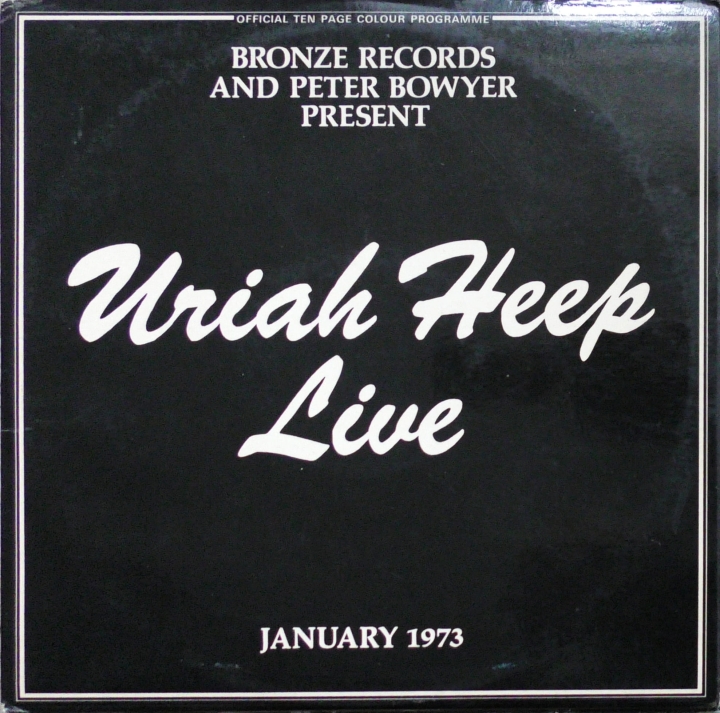 OFFICIAL TEN PAGE COLOUR PROGRAMME
BRONZE RECORDS
AND PETER BOWYER
PRESENT
Uriah Heep
Live
JANUARY 1973